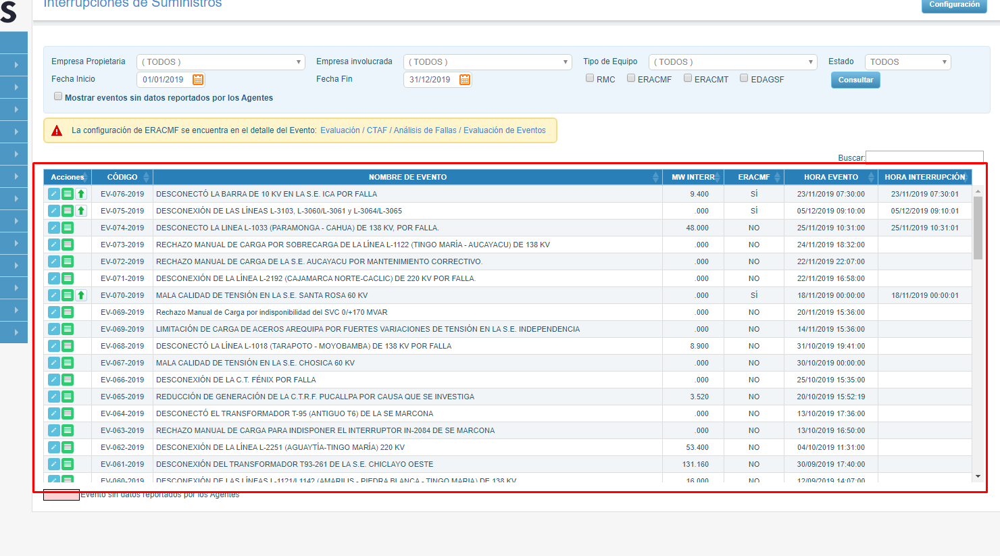 S
Interrupciones de Suministros
Configuración
Empresa Propietaria ( TODOS ) Empresa involucrada ( TODOS ) Tipo de Equipo ( TODOS ) Estado TODOS
Fecha Inicio 01/01/2019 Fecha Fin 31/12/2019 RMC ERACMF ERACMT EDAGSF Consultar
Mostrar eventos sin datos reportados por los Agentes
La configuración de ERACMF se encuentra en el detalle del Evento: Evaluación / CTAF / Análisis de Fallas / Evaluación de Eventos
Buscar:
Acciones CÓDIGO NOMBRE DE EVENTO MW INTERR ERACMF HORA EVENTO HORA INTERRUPCIÓN
EV-076-2019 DESCONECTÓ LA BARRA DE 10 KV EN LA S.E. ICA POR FALLA 9.400 SÍ 23/11/2019 07:30:00 23/11/2019 07:30:01
EV-075-2019 DESCONEXIÓN DE LAS LÍNEAS L-3103, L-3060/L-3061 y L-3064/L-3065 .000 SÍ 05/12/2019 09:10:00 05/12/2019 09:10:01
EV-074-2019 DESCONECTO LA LINEA L-1033 (PARAMONGA - CAHUA) DE 138 KV, POR FALLA. 48.000 NO 25/11/2019 10:31:00 25/11/2019 10:31:01
EV-073-2019 RECHAZO MANUAL DE CARGA POR SOBRECARGA DE LA LÍNEA L-1122 (TINGO MARÍA - AUCAYACU) DE 138 KV .000 NO 24/11/2019 18:32:00
EV-072-2019 RECHAZO MANUAL DE CARGA DE LA S.E. AUCAYACU POR MANTENIMIENTO CORRECTIVO. .000 NO 22/11/2019 22:07:00
EV-071-2019 DESCONEXIÓN DE LA LÍNEA L-2192 (CAJAMARCA NORTE-CACLIC) DE 220 KV POR FALLA. .000 NO 22/11/2019 16:58:00
EV-070-2019 MALA CALIDAD DE TENSIÓN EN LA S.E. SANTA ROSA 60 KV .000 SÍ 18/11/2019 00:00:00 18/11/2019 00:00:01
EV-069-2019 Rechazo Manual de Carga por indisponibilidad del SVC 0/+170 MVAR .000 NO 20/11/2019 15:36:00
EV-069-2019 LIMITACIÓN DE CARGA DE ACEROS AREQUIPA POR FUERTES VARIACIONES DE TENSIÓN EN LA S.E. INDEPENDENCIA .000 NO 14/11/2019 15:36:00
EV-068-2019 DESCONECTÓ LA LÍNEA L-1018 (TARAPOTO - MOYOBAMBA) DE 138 KV POR FALLA 8.900 NO 31/10/2019 19:41:00
EV-067-2019 MALA CALIDAD DE TENSIÓN EN LA S.E. CHOSICA 60 KV .000 NO 30/10/2019 00:00:00
EV-066-2019 DESCONEXIÓN DE LA C.T. FÉNIX POR FALLA .000 NO 25/10/2019 15:35:00
EV-065-2019 REDUCCIÓN DE GENERACIÓN DE LA C.T.R.F. PUCALLPA POR CAUSA QUE SE INVESTIGA 3.520 NO 20/10/2019 15:52:19
EV-064-2019 DESCONECTÓ EL TRANSFORMADOR T-95 (ANTIGUO T6) DE LA SE MARCONA .000 NO 13/10/2019 17:36:00
EV-063-2019 RECHAZO MANUAL DE CARGA PARA INDISPONER EL INTERRUPTOR IN-2084 DE SE MARCONA .000 NO 13/10/2019 16:50:00
EV-062-2019 DESCONEXIÓN DE LA LÍNEA L-2251 (AGUAYTÍA-TINGO MARÍA) 220 KV 53.400 NO 04/10/2019 11:31:00
EV-061-2019 DESCONEXIÓN DEL TRANSFORMADOR T93-261 DE LA S.E. CHICLAYO OESTE 131.160 NO 30/09/2019 17:40:00
EV-060-2019 DESCONEXIÓN DE LAS LÍNEAS L-1121/L1142 (AMARILIS - PIEDRA BLANCA - TINGO MARIA) DE 138 KV 16.000 NO 12/09/2019 14:07:00
Evento sin datos reportados por los Agentes